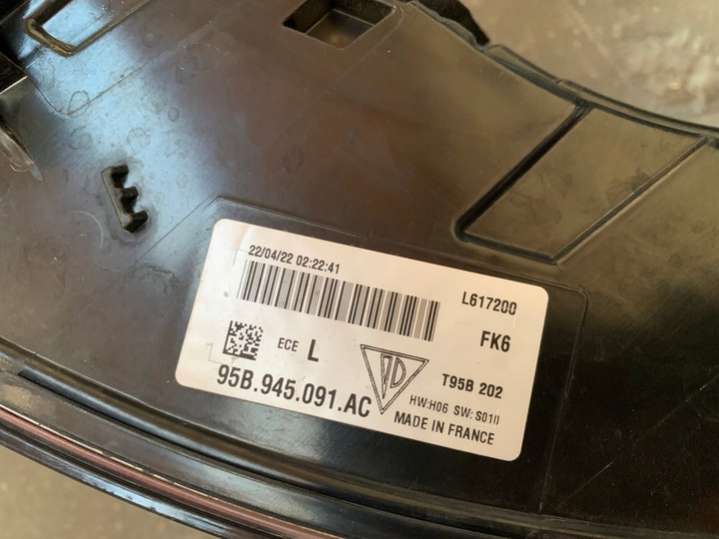 22/04/22 02:22:41
L617200
FK6
ECE L
T95B 202
95B.945.091.AC
HW:H06 SW:S01
MADE IN FRANCE